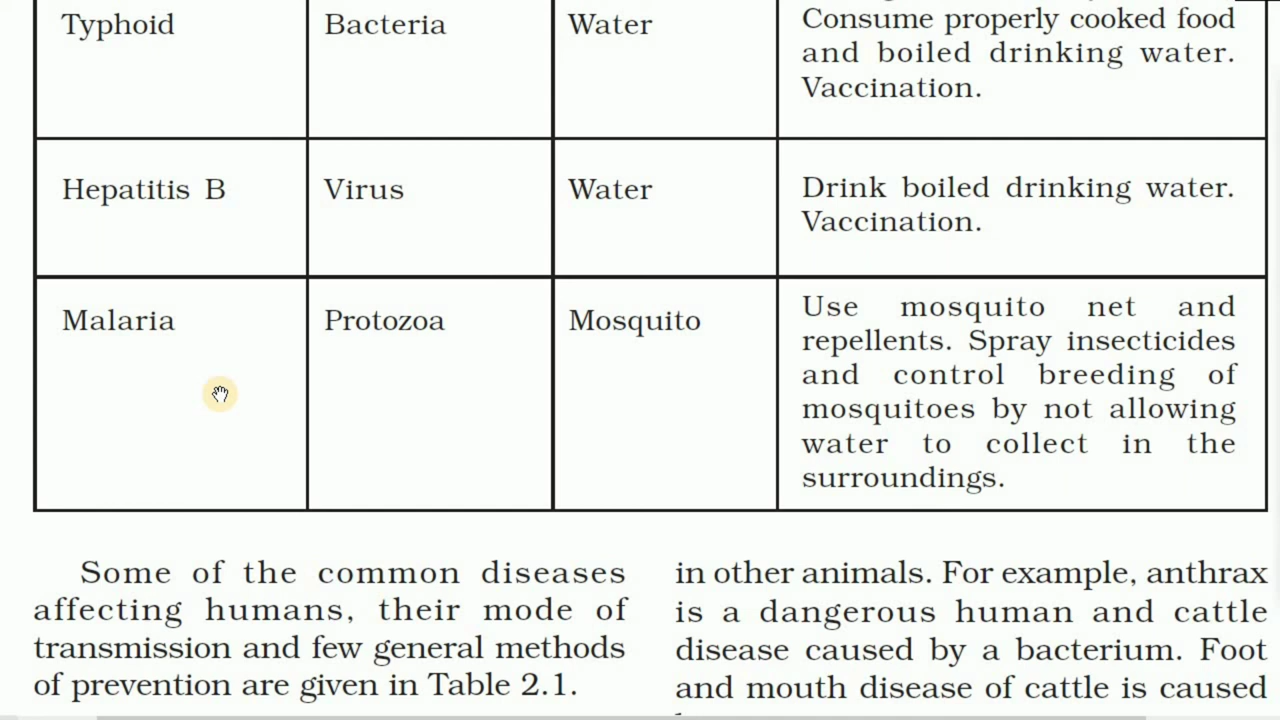 Typhoid
Bacteria
Water
Consume properly cooked food
and boiled drinking water.
Vaccination.
Hepatitis B
Virus
Water
Drink boiled drinking water.
Vaccination.
Malaria
Protozoa
Mosquito
Use mosquito net and
repellents. Spray insecticides
and control breeding of
mosquitoes by not allowing
water to collect in the
surroundings.
Some of the common diseases
affecting humans, their mode of
transmission and few general methods
of prevention are given in Table 2.1.
in other animals. For example, anthrax
is a dangerous human and cattle
disease caused by a bacterium. Foot
and mouth disease of cattle is caused